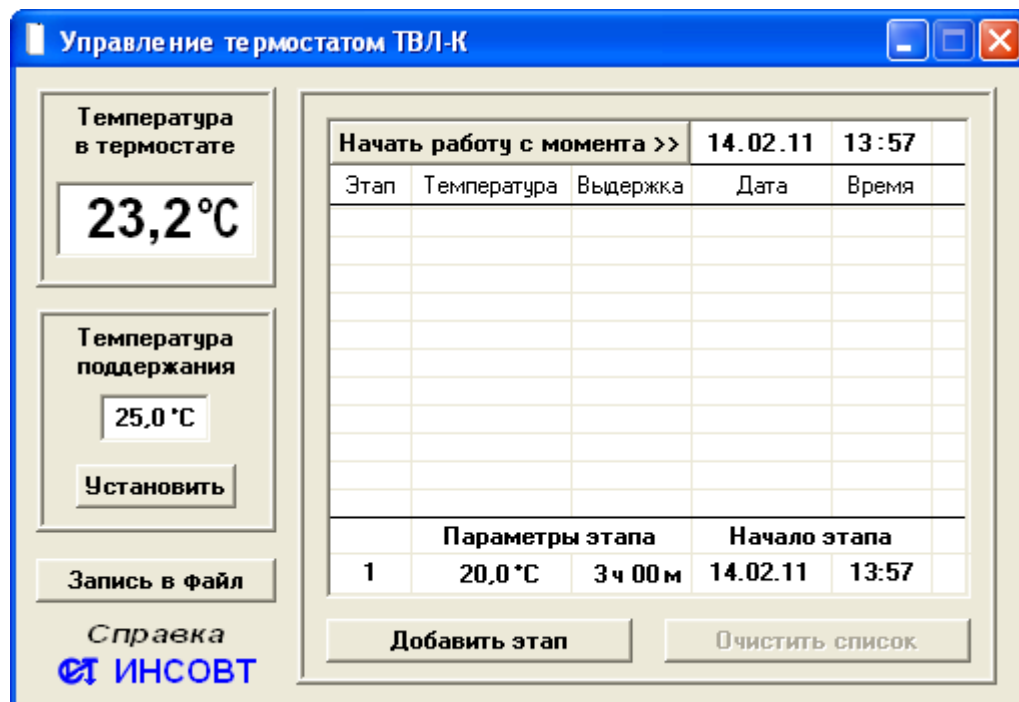 Управление термостатом ТВЛ-К
Температура
в термостате
23,2°C
Температура
поддержания
25,0 °C
Установить
Запись в файл
Справка
ИНСОВТ
Начать работу с момента >> 14.02.11 13:57
Этап Температура Выдержка Дата Время
Параметры этапа Начало этапа
1 20,0 °C 3 ч 00 м 14.02.11 13:57
Добавить этап Очистить список